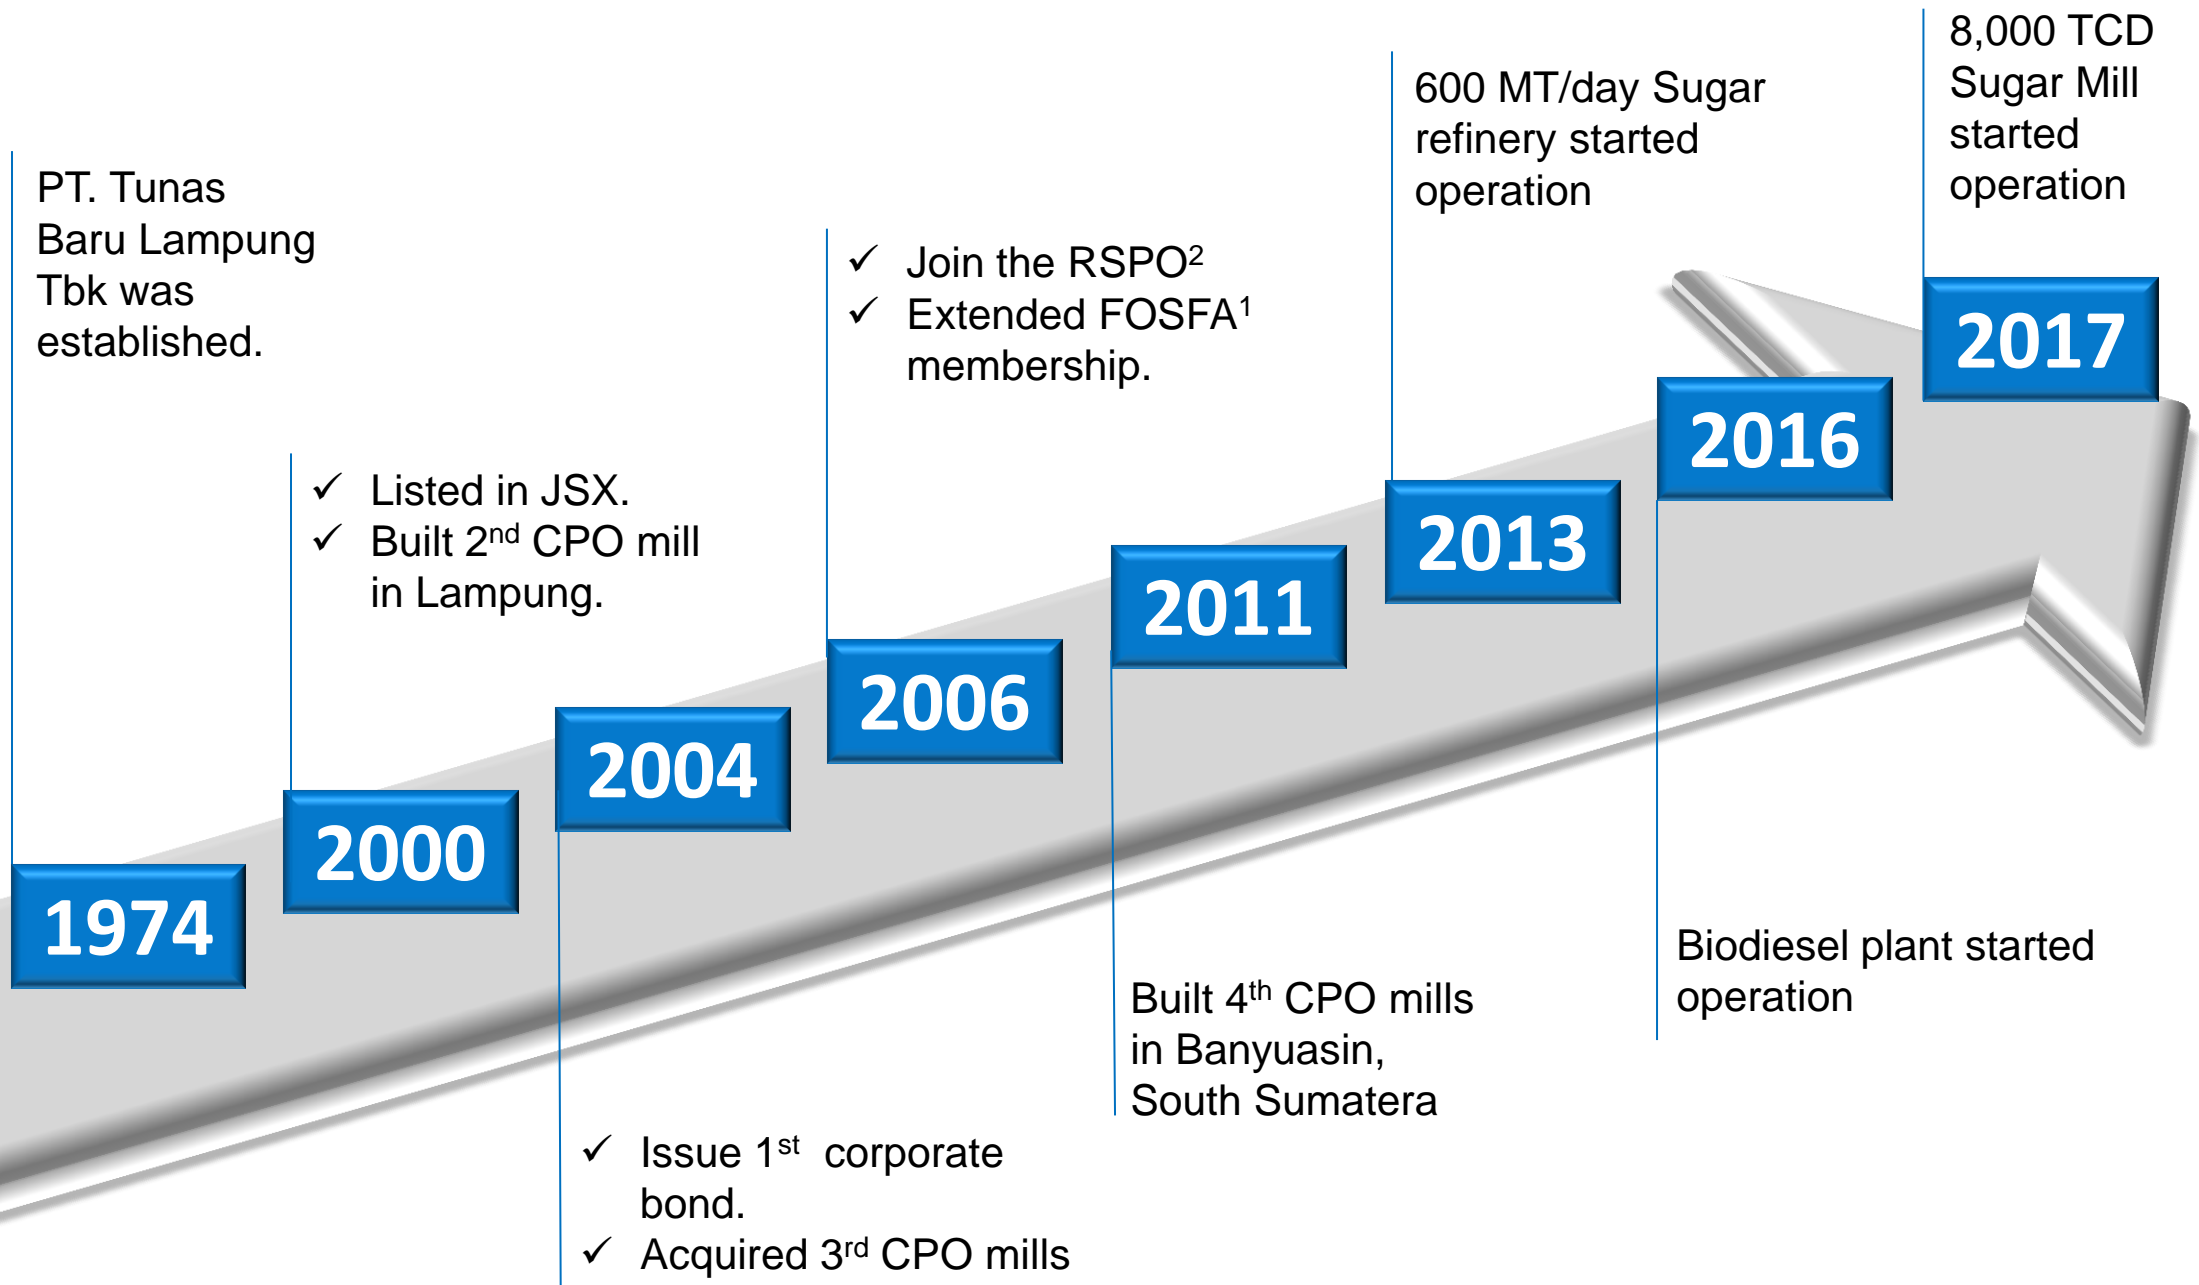 PT. Tunas
Baru Lampung
Tbk was
established.
1974
✓ Listed in JSX.
✓ Built 2nd CPO mill
in Lampung.
2000
2004
✓ Issue 1st corporate
bond.
✓ Acquired 3rd CPO mills
✓ Join the RSPO²
✓ Extended FOSFA¹
membership.
2006
2011
Built 4th CPO mills
in Banyuasin,
South Sumatera
600 MT/day Sugar
refinery started
operation
2013
2016
Biodiesel plant started
operation
8,000 TCD
Sugar Mill
started
operation
2017